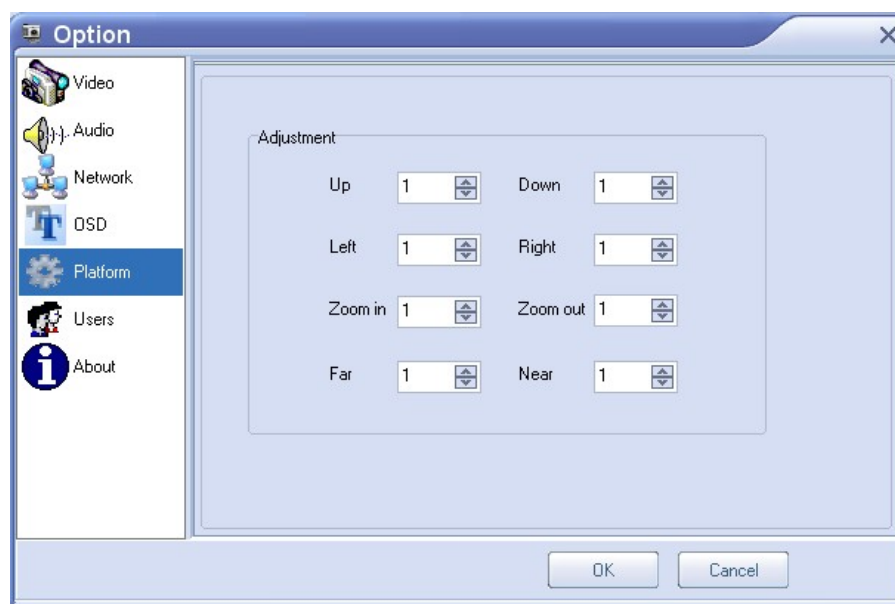 Option
Video
Audio
Network
OSD
Platform
Users
About
Adjustment
Up 1 Down 1
Left 1 Right 1
Zoom in 1 Zoom out 1
Far 1 Near 1
OK Cancel